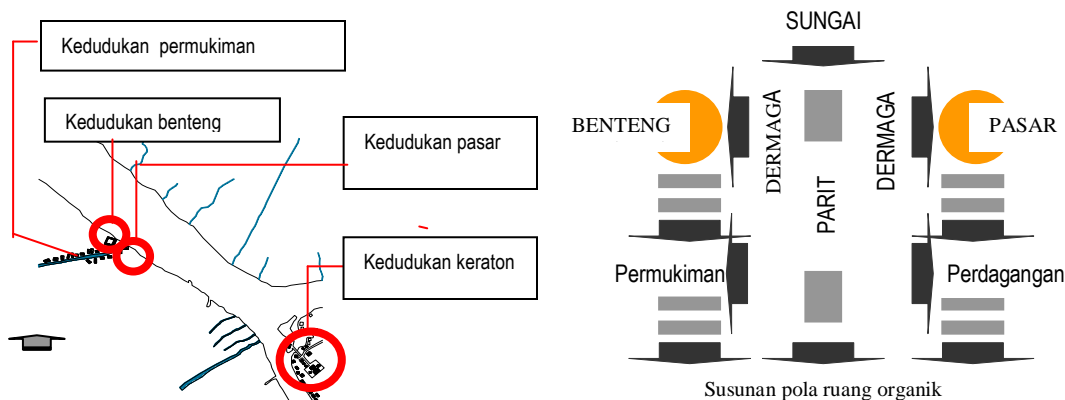 Kedudukan permukiman
Kedudukan benteng
Kedudukan pasar
Kedudukan keraton
SUNGAI
BENTENG
DERMAGA
PARIT
DERMAGA
PASAR
Permukiman
Perdagangan
Susunan pola ruang organik